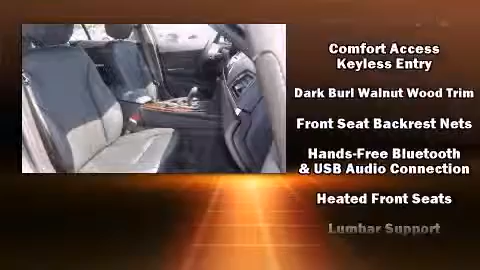 Comfort Access
Keyless Entry
Dark Burl Walnut Wood Trim
Front Seat Backrest Nets
Hands-Free Bluetooth
& USB Audio Connection
Heated Front Seats
Lumbar Support